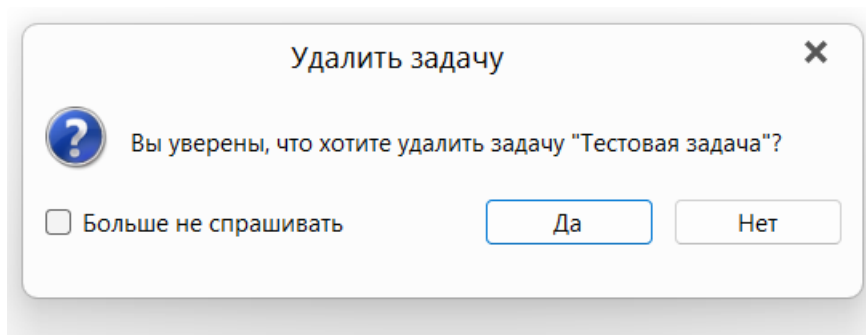 Удалить задачу
Вы уверены, что хотите удалить задачу "Тестовая задача"?
Больше не спрашивать
Да
Нет